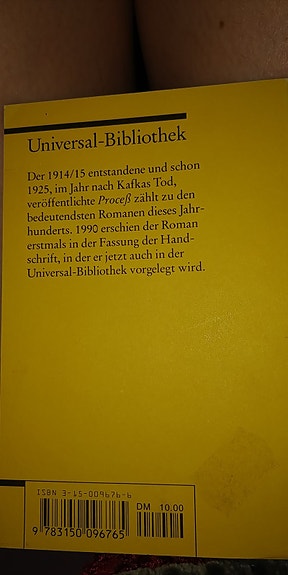 Universal-Bibliothek
Der 1914/15 entstandene und schon
1925, im Jahr nach Kafkas Tod,
veröffentlichte Proceß zählt zu den
bedeutendsten Romanen dieses Jahr-
hunderts. 1990 erschien der Roman
erstmals in der Fassung der Hand-
schrift, in der er jetzt auch in der
Universal-Bibliothek vorgelegt wird.
ISBN 3-15-009676-6
DM 10.00
9 783150 096765